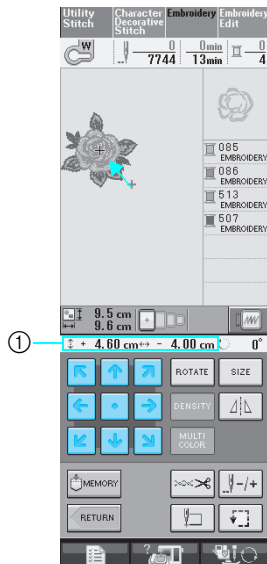 Utility Stitch
Character Decorative Stitch
Embroidery
Embroidery Edit
W
0
7744
0 min
13 min
0
4
085
EMBROIDERY
086
EMBROIDERY
513
EMBROIDERY
507
EMBROIDERY
9.5 cm
9.6 cm
1
+ 4.60 cm
- 4.00 cm
0°
ROTATE
SIZE
DENSITY
MULTI COLOR
MEMORY
-/+
RETURN
?